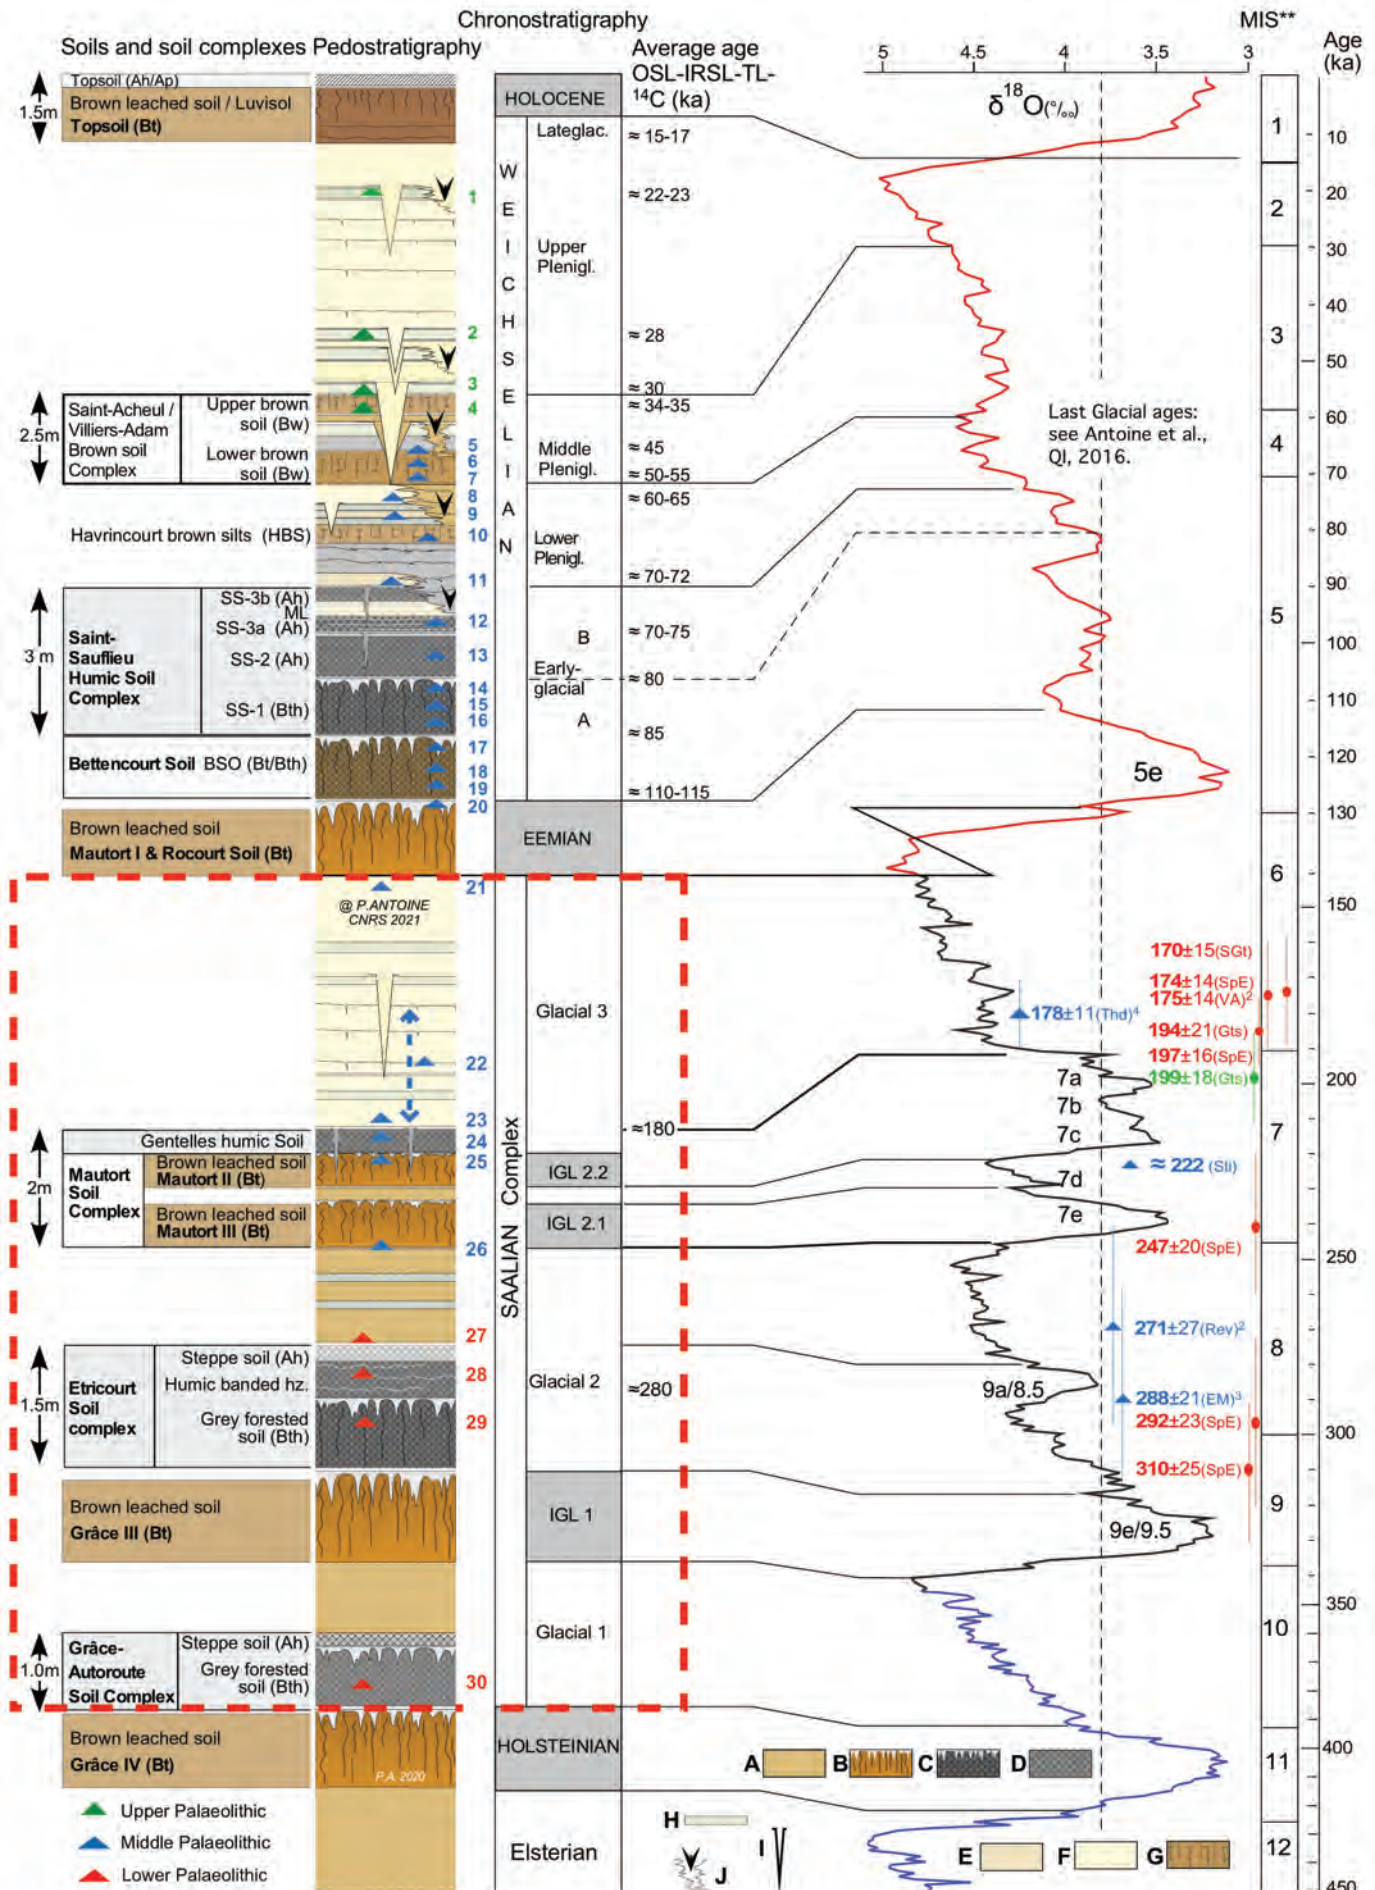 Chronostratigraphy
MIS**
Soils and soil complexes
Pedostratigraphy
Average age
OSL-IRSL-TL-
¹⁴C (ka)
5
4.5
4
3.5
3
Age
(ka)
δ¹⁸O(°/₀₀)
Topsoil (Ah/Ap)
Brown leached soil / Luvisol
Topsoil (Bt)
1.5m
HOLOCENE
WEICHSELIAN
Lateglac.
≈ 15-17
≈ 22-23
Upper
Plenigl.
≈ 28
≈ 30
≈ 34-35
Middle
Plenigl.
≈ 45
≈ 50-55
≈ 60-65
Lower
Plenigl.
≈ 70-72
B
≈ 70-75
Early-
glacial
≈ 80
A
≈ 85
≈ 110-115
2.5m
Saint-Acheul /
Villiers-Adam
Brown soil
Complex
Upper brown
soil (Bw)
Lower brown
soil (Bw)
Havrincourt brown silts (HBS)
3 m
Saint-
Sauflieu
Humic Soil
Complex
SS-3b (Ah)
ML
SS-3a (Ah)
SS-2 (Ah)
SS-1 (Bth)
Bettencourt Soil BSO (Bt/Bth)
Brown leached soil
Mautort I & Rocourt Soil (Bt)
EEMIAN
1
2
3
4
5
6
7
8
9
10
11
12
13
14
15
16
17
18
19
20
21
@ P.ANTOINE
CNRS 2021
22
23
24
25
26
27
28
29
30
SAALIAN Complex
Glacial 3
≈180
IGL 2.2
IGL 2.1
Glacial 2
≈280
IGL 1
Glacial 1
HOLSTEINIAN
Elsterian
2m
Gentelles humic Soil
Mautort
Soil
Complex
Brown leached soil
Mautort II (Bt)
Brown leached soil
Mautort III (Bt)
1.5m
Etricourt
Soil
complex
Steppe soil (Ah)
Humic banded hz.
Grey forested
soil (Bth)
Brown leached soil
Grâce III (Bt)
1.0m
Grâce-
Autoroute
Soil Complex
Steppe soil (Ah)
Grey forested
soil (Bth)
Brown leached soil
Grâce IV (Bt)
P.A. 2020
Upper Palaeolithic
Middle Palaeolithic
Lower Palaeolithic
Last Glacial ages:
see Antoine et al.,
QI, 2016.
5e
7a
7b
7c
7d
7e
9a/8.5
9e/9.5
170±15(SGt)
174±14(SpE)
175±14(VA)²
178±11(Thd)⁴
194±21(Gts)
197±16(SpE)
199±18(Gts)
≈ 222 (Sti)
247±20(SpE)
271±27(Rev)²
288±21(EM)³
292±23(SpE)
310±25(SpE)
1
2
3
4
5
6
7
8
9
10
11
12
10
20
30
40
50
60
70
80
90
100
110
120
130
150
200
250
300
350
400
450
A
B
C
D
H
I
J
E
F
G